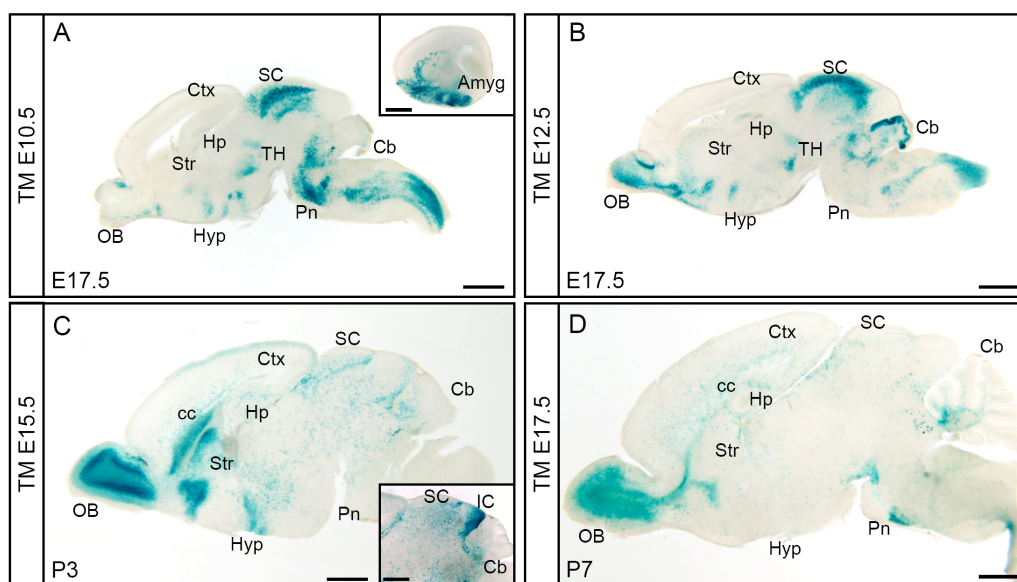 TM E10.5
A
SC
Ctx
Amyg
Hp
Str
TH
Cb
Pn
OB
Hyp
E17.5
TM E12.5
B
SC
Ctx
Hp
Cb
Str
TH
OB
Pn
Hyp
E17.5
TM E15.5
C
SC
Ctx
cc
Hp
Cb
Str
OB
Pn
SC
IC
Cb
Hyp
P3
TM E17.5
D
Ctx
SC
Cb
cc
Hp
Str
OB
Pn
Hyp
P7